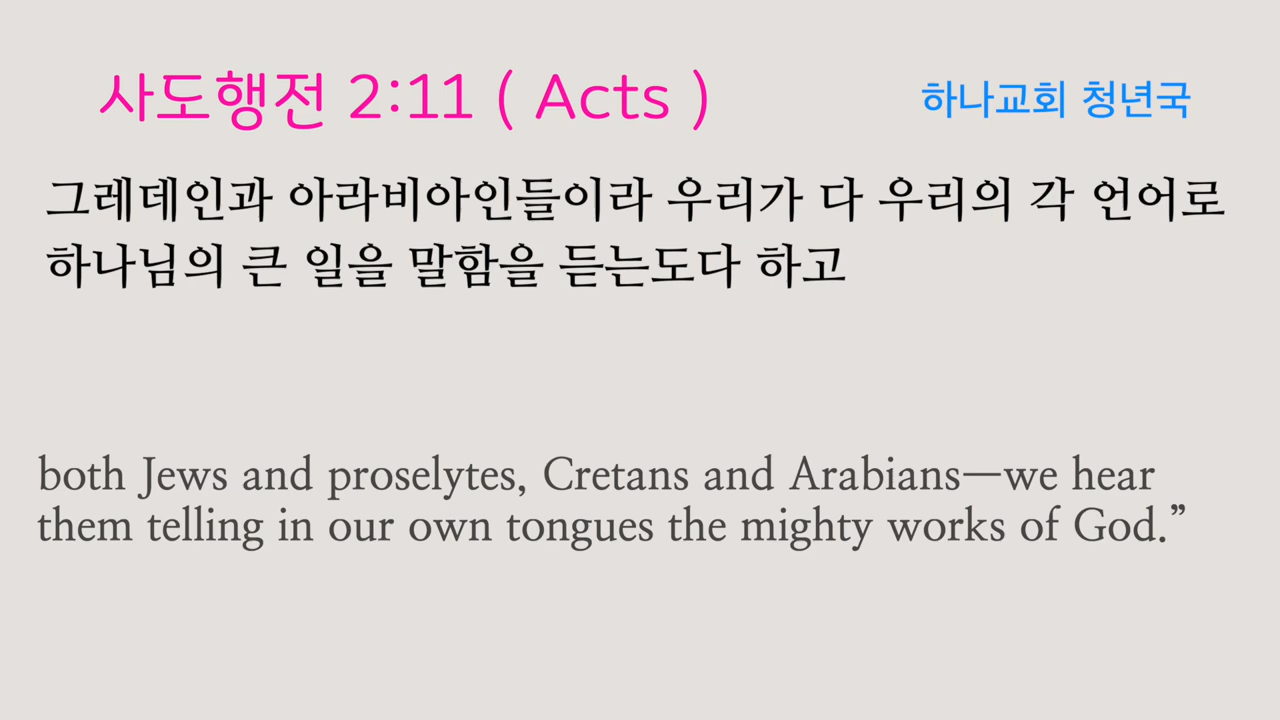 사도행전 2:11 ( Acts )
하나교회 청년국
그레데인과 아라비아인들이라 우리가 다 우리의 각 언어로
하나님의 큰 일을 말함을 듣는도다 하고
both Jews and proselytes, Cretans and Arabians—we hear
them telling in our own tongues the mighty works of God.”